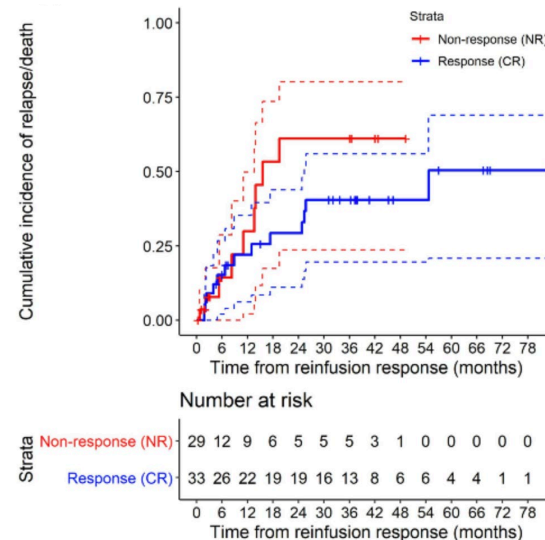 Strata
Non-response (NR)
Response (CR)
Cumulative incidence of relapse/death
1.00
0.75
0.50
0.25
0.00
0 6 12 18 24 30 36 42 48 54 60 66 72 78
Time from reinfusion response (months)
Number at risk
Strata
Non-response (NR) 29 12 9 6 5 5 5 3 1 0 0 0 0 0
Response (CR) 33 26 22 19 19 16 13 8 6 6 4 4 1 1
0 6 12 18 24 30 36 42 48 54 60 66 72 78
Time from reinfusion response (months)